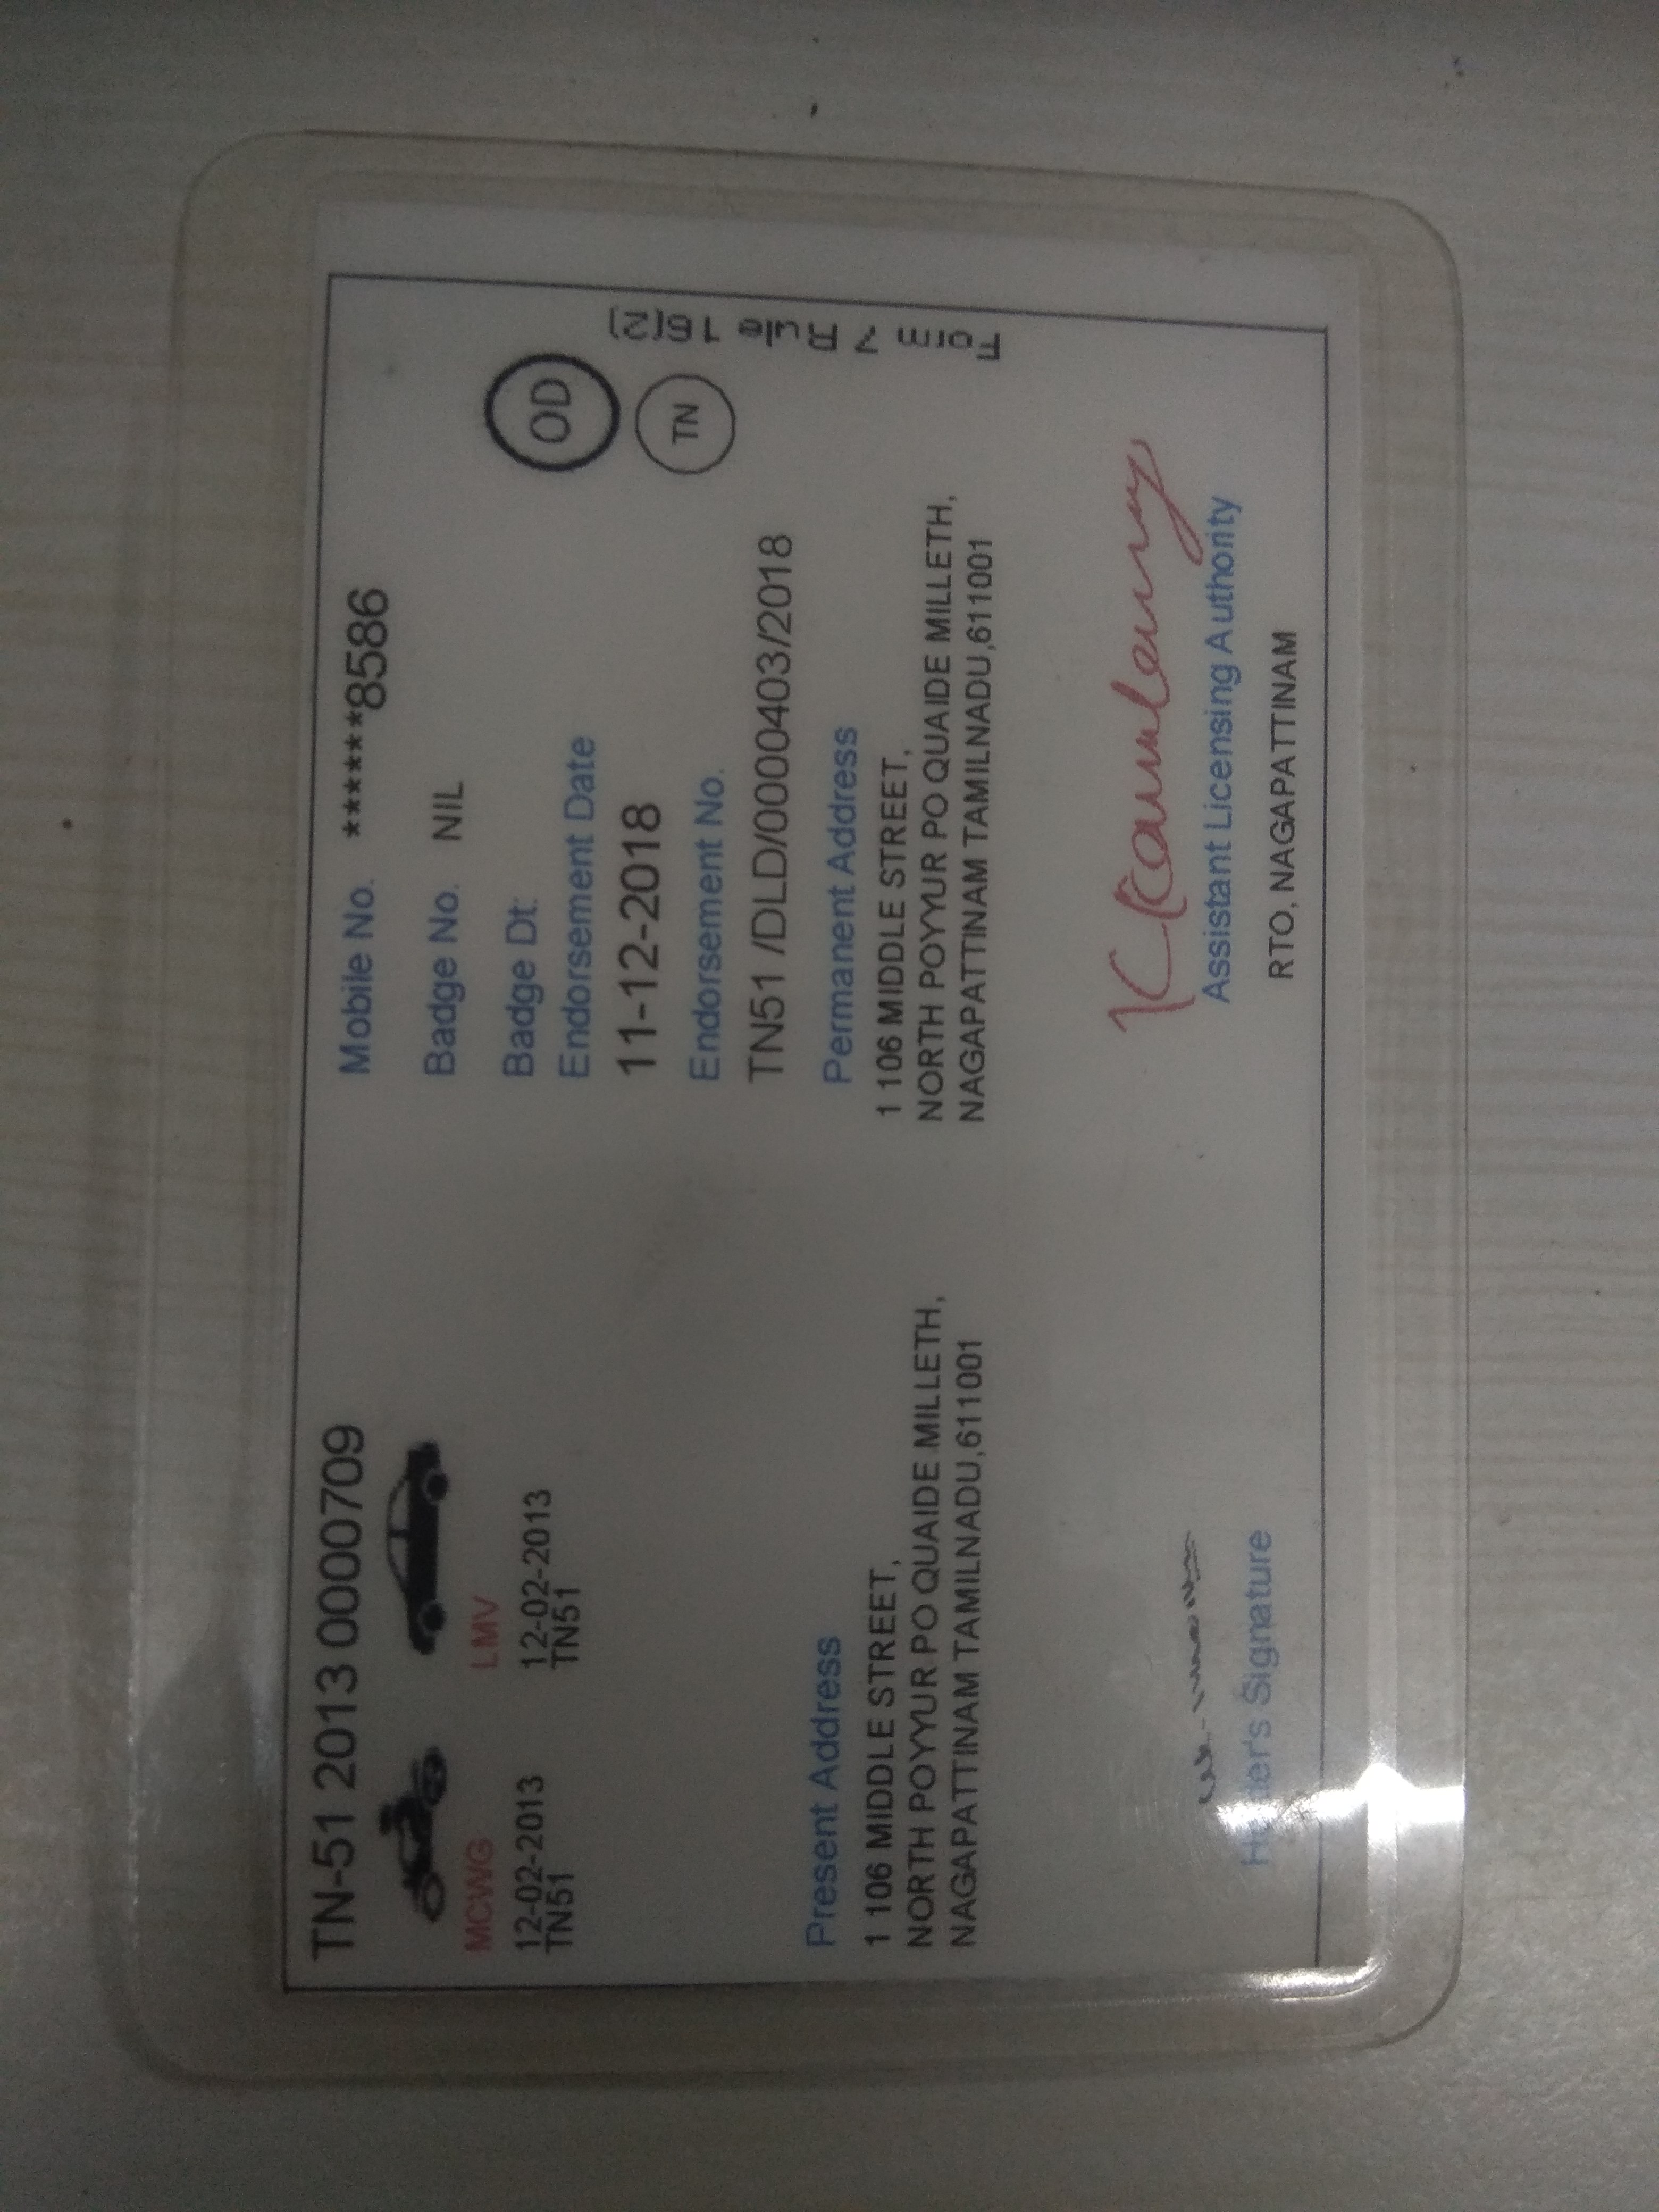 TN-51 2013 0000709
MCWG
12-02-2013
TN51
LMV
12-02-2013
TN51
Mobile No. ******8586
Badge No. NIL
Badge Dt.
Endorsement Date
11-12-2018
Endorsement No.
TN51 /DLD/0000403/2018
OD
TN
Form 7 Rule 16(2)
Present Address
1 106 MIDDLE STREET,
NORTH POYYUR PO QUAIDE MILLETH,
NAGAPATTINAM TAMILNADU,611001
Permanent Address
1 106 MIDDLE STREET,
NORTH POYYUR PO QUAIDE MILLETH,
NAGAPATTINAM TAMILNADU,611001
Holder's Signature
Assistant Licensing Authority
RTO, NAGAPATTINAM